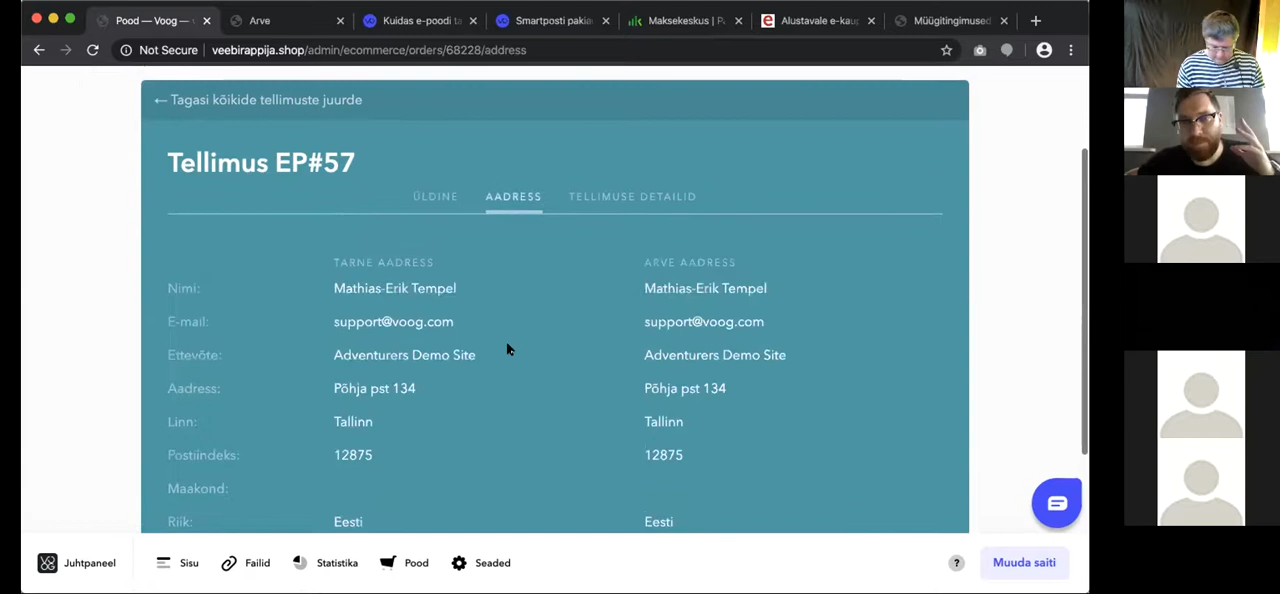 Pood — Voog —
Arve
Kuidas e-poodi ta
Smartposti pakia
Maksekeskus | P
Alustavale e-kau
Müügitingimused
Not Secure | veebirappija.shop/admin/ecommerce/orders/68228/address
← Tagasi kõikide tellimuste juurde
Tellimus EP#57
ÜLDINE AADRESS TELLIMUSE DETAILID
TARNE AADRESS ARVE AADRESS
Nimi: Mathias-Erik Tempel Mathias-Erik Tempel
E-mail: support@voog.com support@voog.com
Ettevõte: Adventurers Demo Site Adventurers Demo Site
Aadress: Põhja pst 134 Põhja pst 134
Linn: Tallinn Tallinn
Postiindeks: 12875 12875
Maakond:
Riik: Eesti Eesti
Juhtpaneel Sisu Failid Statistika Pood Seaded ? Muuda saiti